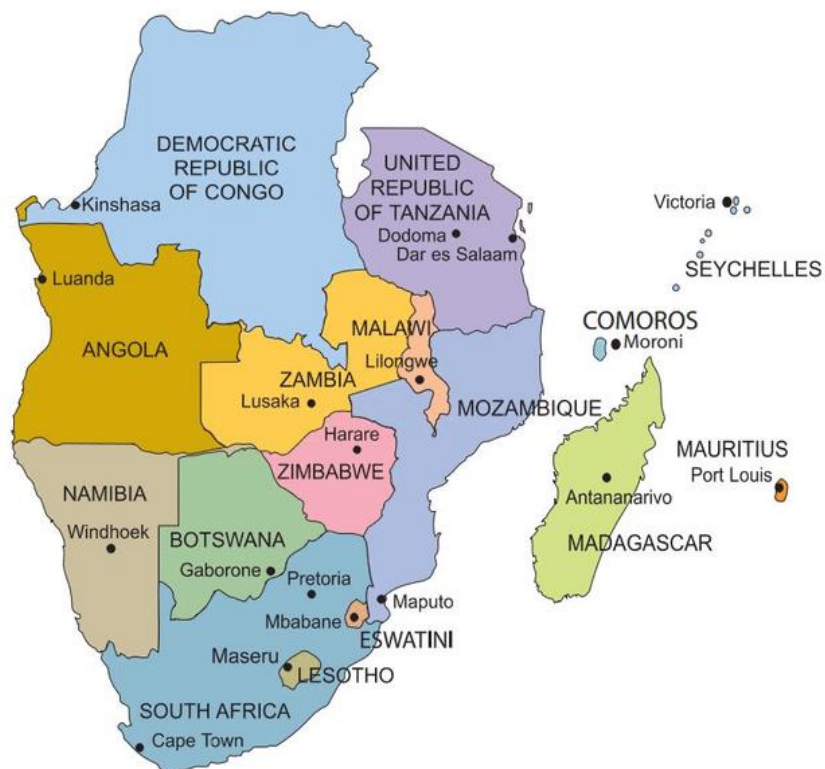 DEMOCRATIC
REPUBLIC
OF CONGO
Kinshasa
UNITED
REPUBLIC
OF TANZANIA
Dodoma
Dar es Salaam
Victoria
SEYCHELLES
Luanda
ANGOLA
MALAWI
Lilongwe
ZAMBIA
Lusaka
COMOROS
Moroni
MOZAMBIQUE
Harare
ZIMBABWE
MAURITIUS
Port Louis
Antananarivo
MADAGASCAR
NAMIBIA
Windhoek
BOTSWANA
Gaborone
Pretoria
Mbabane
Maputo
ESWATINI
Maseru
LESOTHO
SOUTH AFRICA
Cape Town